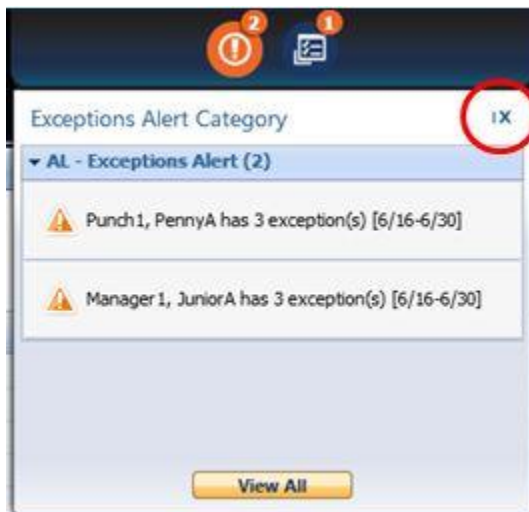 2 1
Exceptions Alert Category X
AL - Exceptions Alert (2)
Punch1, PennyA has 3 exception(s) [6/16-6/30]
Manager1, JuniorA has 3 exception(s) [6/16-6/30]
View All